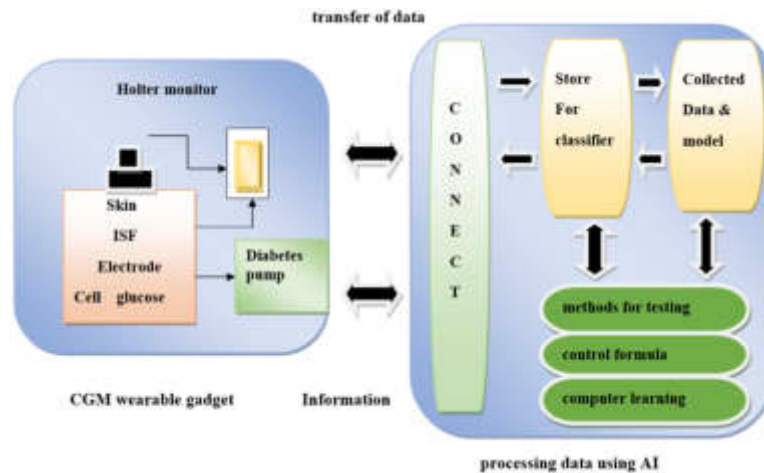 transfer of data
Holter monitor
Skin
ISF
Electrode
Cell glucose
Diabetes
pump
CGM wearable gadget
Information
CONNECT
Store
For
classifier
Collected
Data &
model
methods for testing
control formula
computer learning
processing data using AI